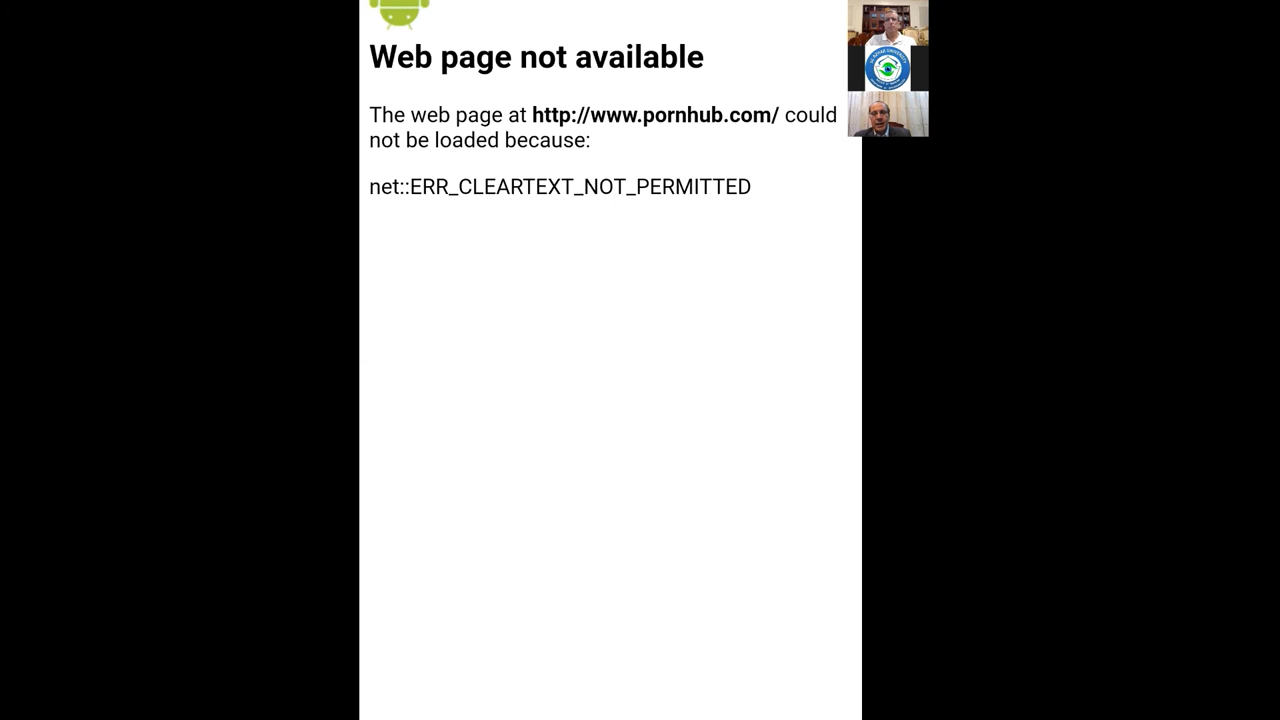 Web page not available
The web page at http://www.pornhub.com/ could
not be loaded because:
net::ERR_CLEARTEXT_NOT_PERMITTED